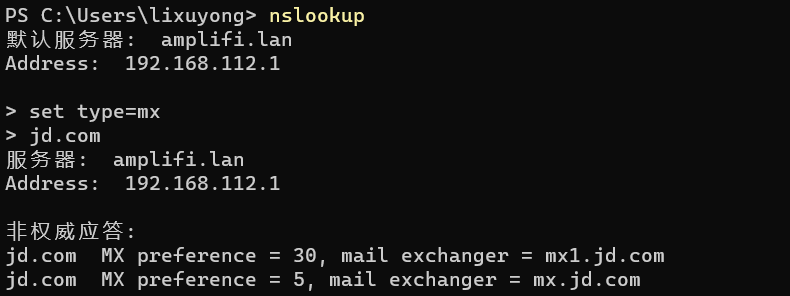 PS C:\Users\lixuyong> nslookup
默认服务器:  amplifi.lan
Address:  192.168.112.1
> set type=mx
> jd.com
服务器:  amplifi.lan
Address:  192.168.112.1
非权威应答:
jd.com  MX preference = 30, mail exchanger = mx1.jd.com
jd.com  MX preference = 5, mail exchanger = mx.jd.com